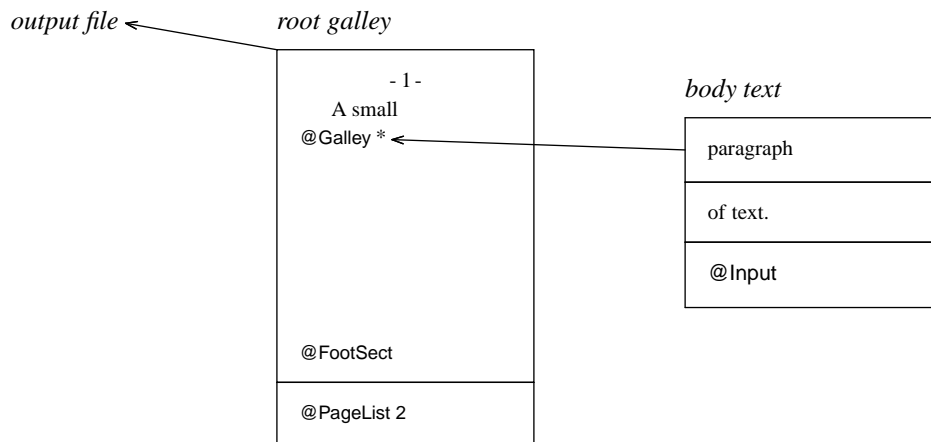 output file
root galley
- 1 -
A small
@Galley *
@FootSect
@PageList 2
body text
paragraph
of text.
@Input